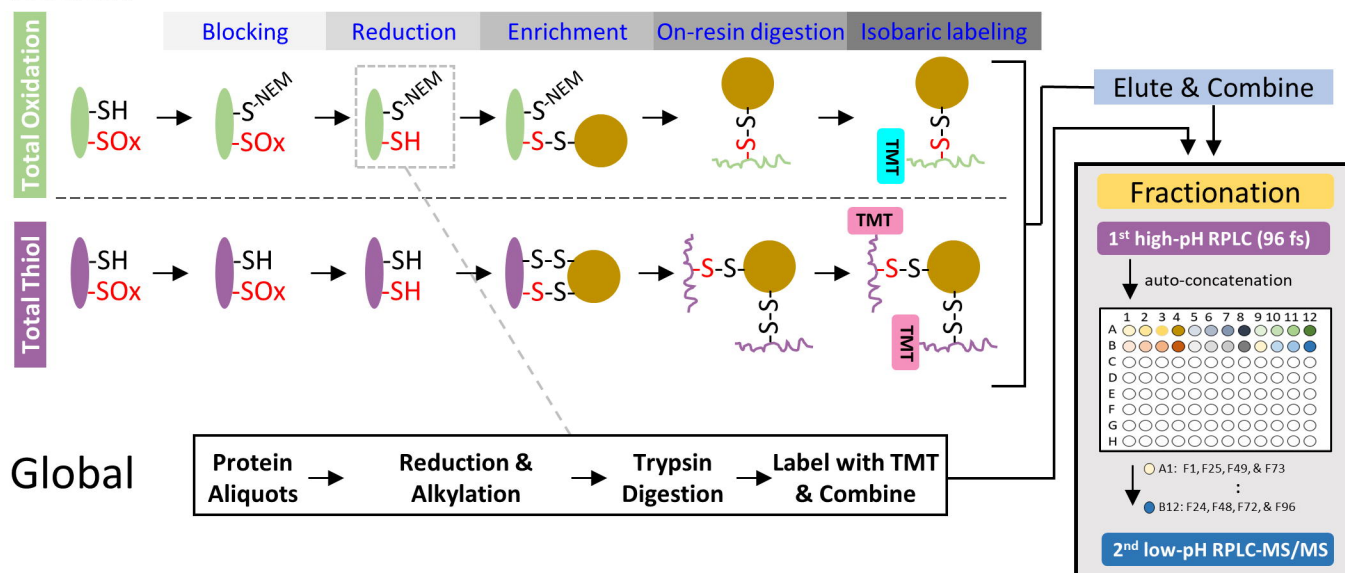 Blocking
Reduction
Enrichment
On-resin digestion
Isobaric labeling
Total Oxidation
-SH
-SOx
-S-NEM
-SOx
-S-NEM
-SH
-S-NEM
-S-S-
-S-S-
TMT
-S-S-
Elute & Combine
Total Thiol
-SH
-SOx
-SH
-SOx
-SH
-SH
-S-S-
-S-S-
-S-S-
-S-S-
TMT
-S-S-
-S-S-
TMT
Fractionation
1st high-pH RPLC (96 fs)
auto-concatenation
1 2 3 4 5 6 7 8 9 10 11 12
A
B
C
D
E
F
G
H
A1: F1, F25, F49, & F73
:
B12: F24, F48, F72, & F96
2nd low-pH RPLC-MS/MS
Global
Protein
Aliquots
Reduction &
Alkylation
Trypsin
Digestion
Label with TMT
& Combine